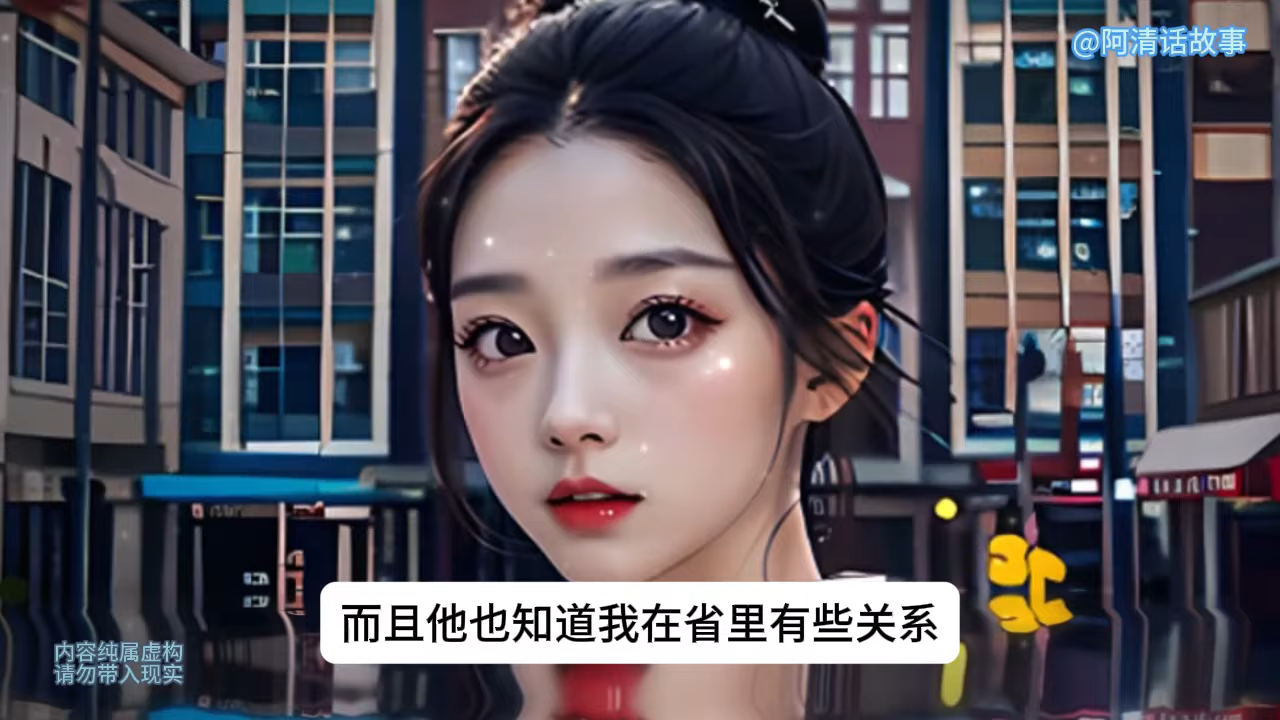 @阿清话故事
而且他也知道我在省里有些关系
内容纯属虚构
请勿带入现实